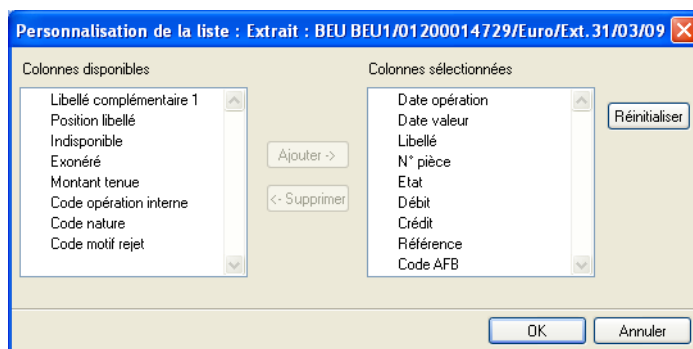 Personnalisation de la liste : Extrait : BEU BEU1/01200014729/Euro/Ext.31/03/09
Colonnes disponibles
Libellé complémentaire 1
Position libellé
Indisponible
Exonéré
Montant tenue
Code opération interne
Code nature
Code motif rejet
Ajouter ->
<- Supprimer
Colonnes sélectionnées
Date opération
Date valeur
Libellé
N° pièce
Etat
Débit
Crédit
Référence
Code AFB
Réinitialiser
OK
Annuler